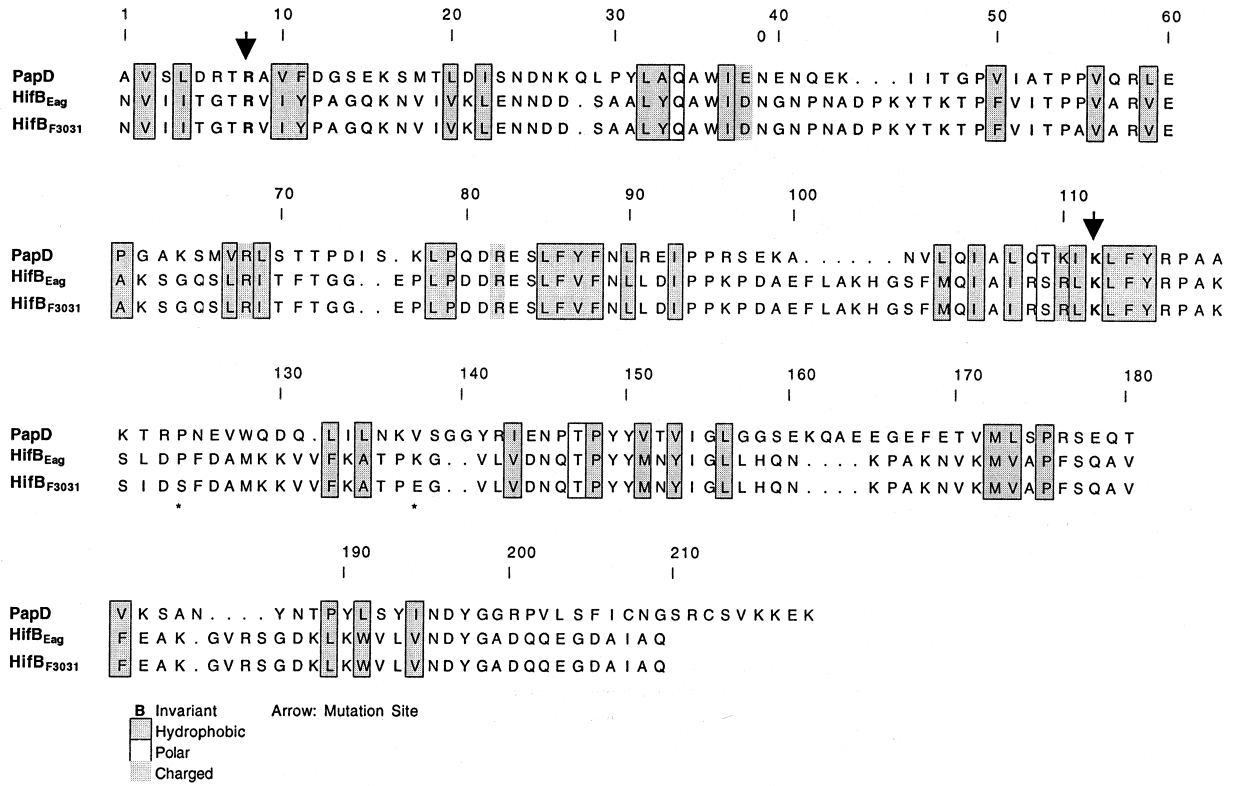 1 10 20 30 40 50 60
0
PapD A V S L D R T R A V F D G S E K S M T L D I S N D N K Q L P Y L A Q A W I E N E N Q E K . . . I I T G P V I A T P P V Q R L E
HifBEag N V I I T G T R V I Y P A G Q K N V I V K L E N N D D . S A A L Y Q A W I D N G N P N A D P K Y T K T P F V I T P P V A R V E
HifBF3031 N V I I T G T R V I Y P A G Q K N V I V K L E N N D D . S A A L Y Q A W I D N G N P N A D P K Y T K T P F V I T P A V A R V E
70 80 90 100 110
PapD P G A K S M V R L S T T P D I S . K L P Q D R E S L F Y F N L R E I P P R S E K A . . . . . . N V L Q I A L Q T K I K L F Y R P A A
HifBEag A K S G Q S L R I T F T G G . . E P L P D D R E S L F V F N L L D I P P K P D A E F L A K H G S F M Q I A I R S R L K L F Y R P A K
HifBF3031 A K S G Q S L R I T F T G G . . E P L P D D R E S L F V F N L L D I P P K P D A E F L A K H G S F M Q I A I R S R L K L F Y R P A K
130 140 150 160 170 180
PapD K T R P N E V W Q D Q . L I L N K V S G G Y R I E N P T P Y Y V T V I G L G G S E K Q A E E G E F E T V M L S P R S E Q T
HifBEag S L D P F D A M K K V V F K A T P K G . . V L V D N Q T P Y Y M N Y I G L L H Q N . . . . K P A K N V K M V A P F S Q A V
HifBF3031 S I D S F D A M K K V V F K A T P E G . . V L V D N Q T P Y Y M N Y I G L L H Q N . . . . K P A K N V K M V A P F S Q A V
* *
190 200 210
PapD V K S A N . . . . Y N T P Y L S Y I N D Y G G R P V L S F I C N G S R C S V K K E K
HifBEag F E A K . G V R S G D K L K W V L V N D Y G A D Q Q E G D A I A Q
HifBF3031 F E A K . G V R S G D K L K W V L V N D Y G A D Q Q E G D A I A Q
B Invariant Arrow: Mutation Site
Hydrophobic
Polar
Charged